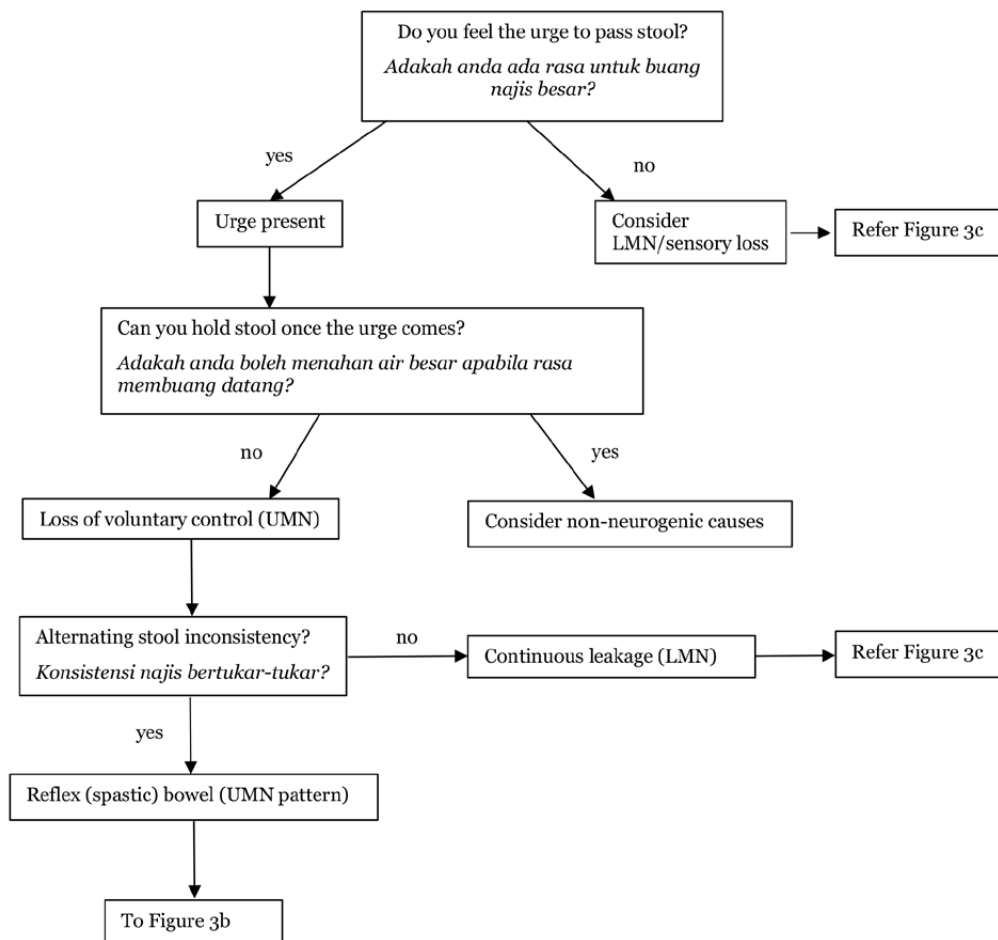 Do you feel the urge to pass stool?
Adakah anda ada rasa untuk buang
najis besar?
yes
no
Urge present
Consider
LMN/sensory loss
Refer Figure 3c
Can you hold stool once the urge comes?
Adakah anda boleh menahan air besar apabila rasa
membuang datang?
no
yes
Loss of voluntary control (UMN)
Consider non-neurogenic causes
Alternating stool inconsistency?
Konsistensi najis bertukar-tukar?
no
Continuous leakage (LMN)
Refer Figure 3c
yes
Reflex (spastic) bowel (UMN pattern)
To Figure 3b